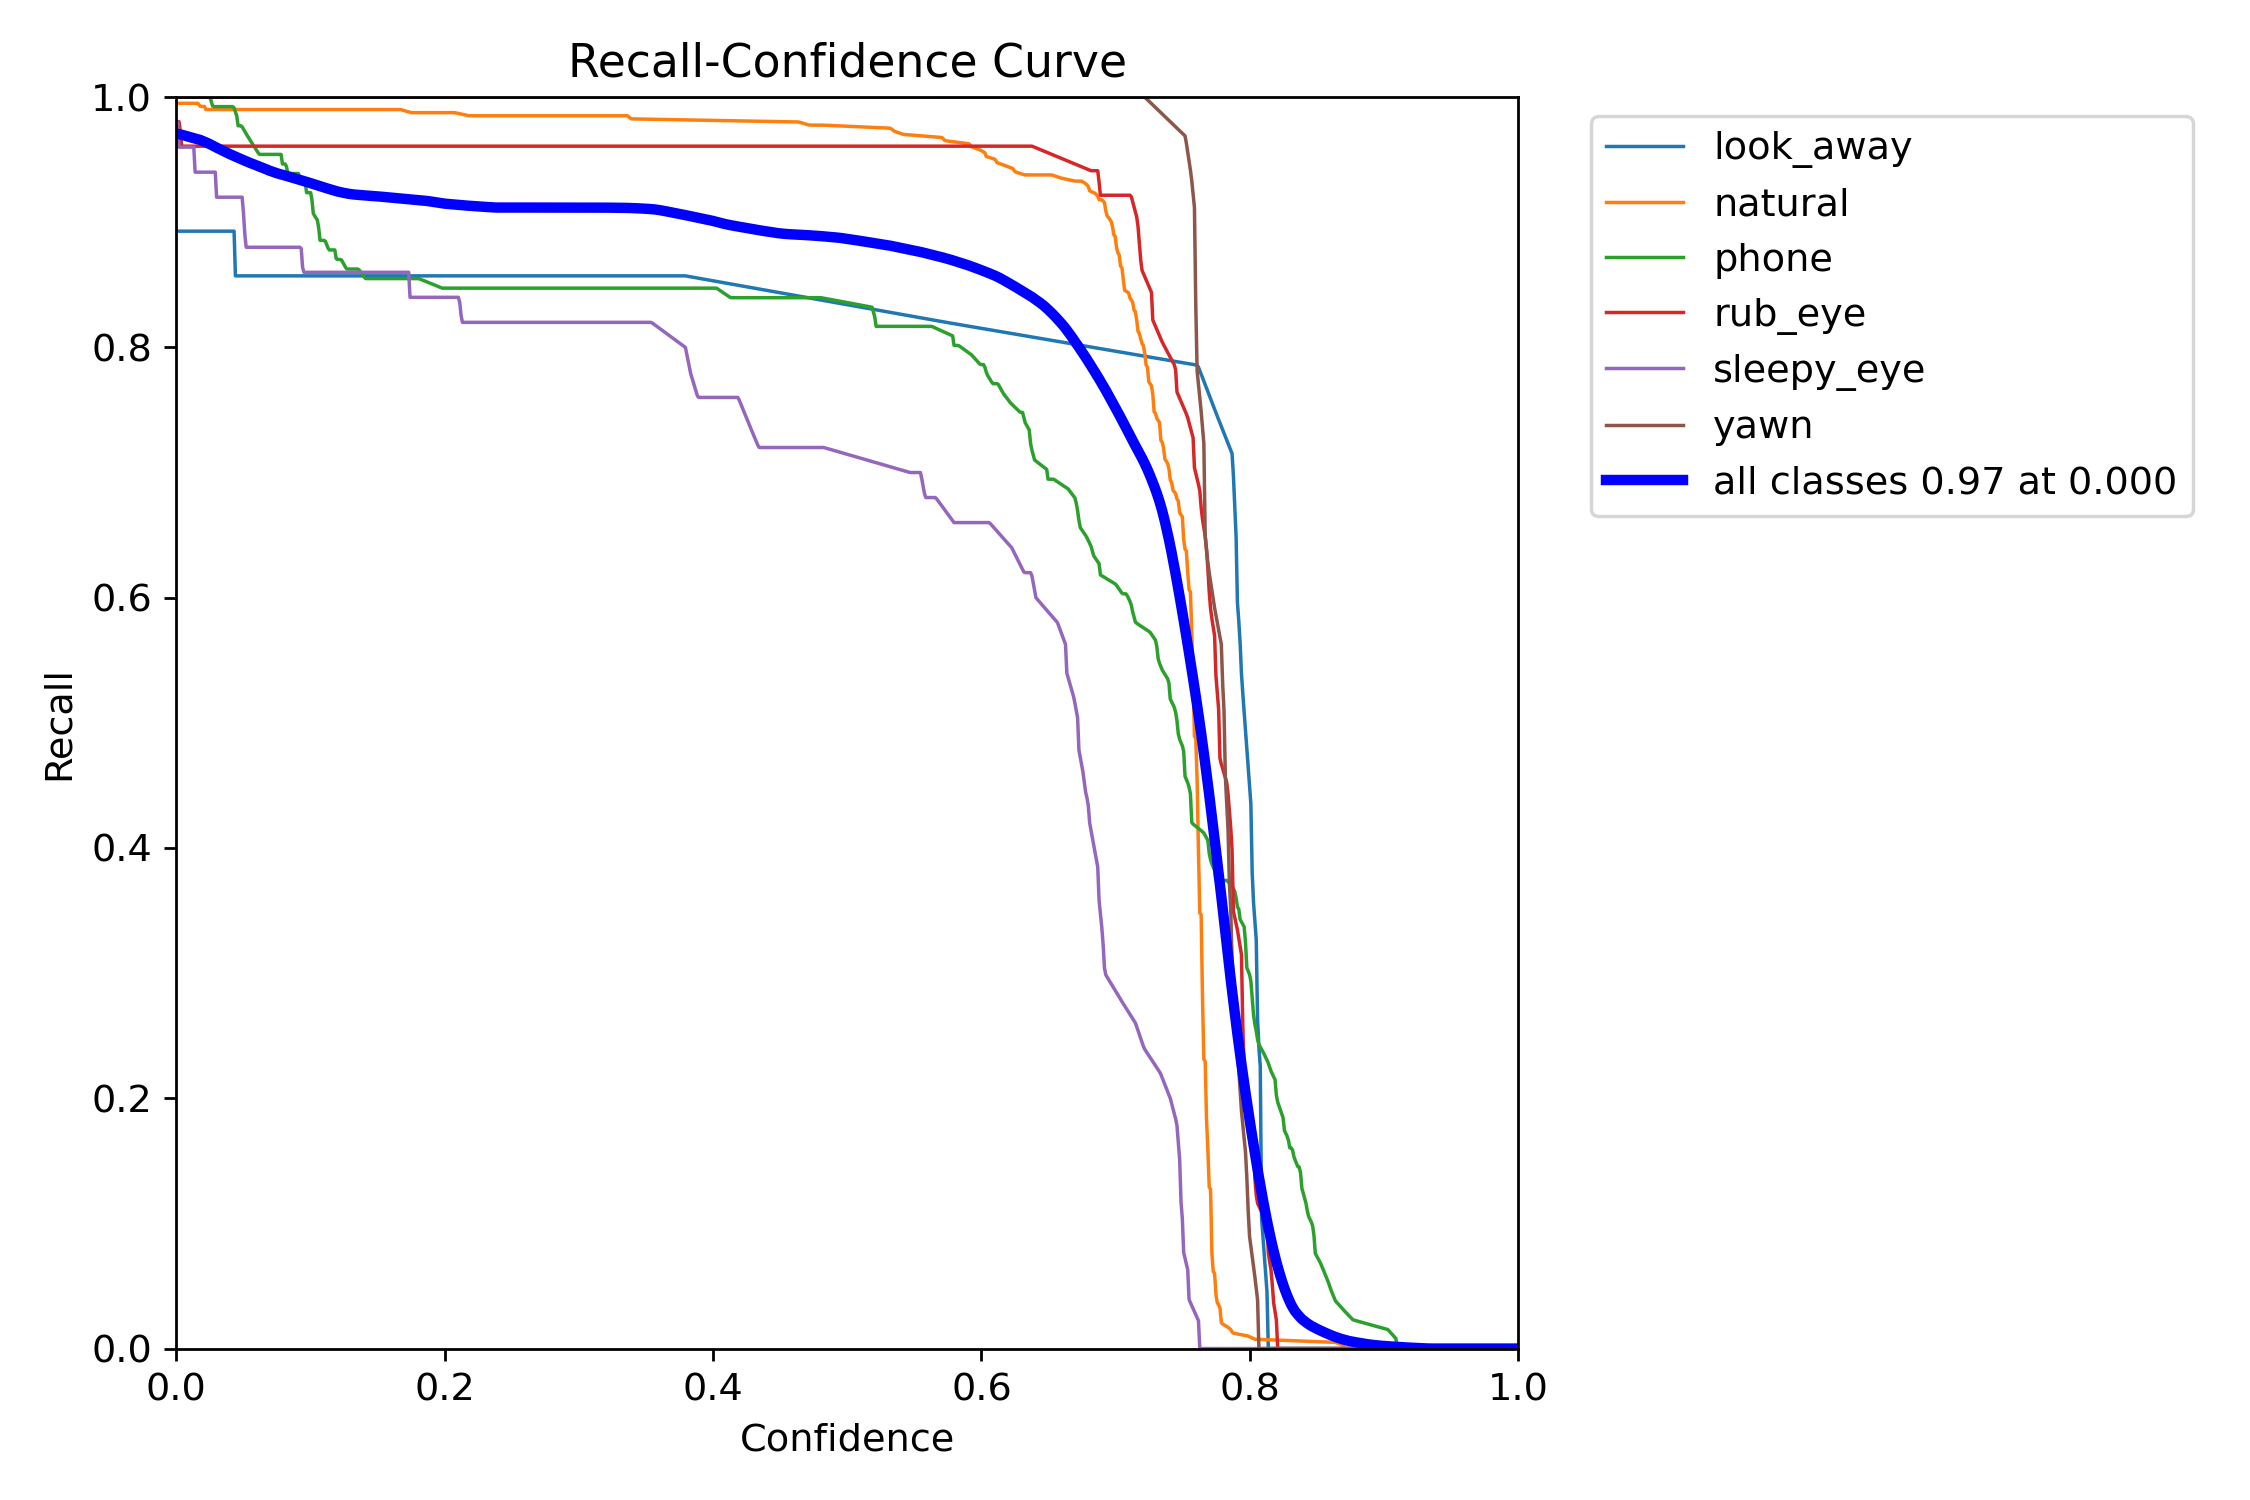 Recall-Confidence Curve
1.0
0.8
0.6
0.4
0.2
0.0
Recall
0.0 0.2 0.4 0.6 0.8 1.0
Confidence
look_away
natural
phone
rub_eye
sleepy_eye
yawn
all classes 0.97 at 0.000